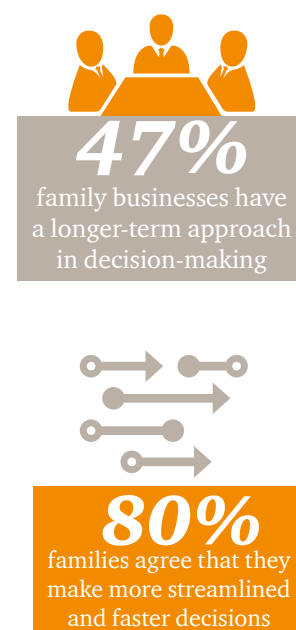 47%
family businesses have
a longer-term approach
in decision-making
80%
families agree that they
make more streamlined
and faster decisions